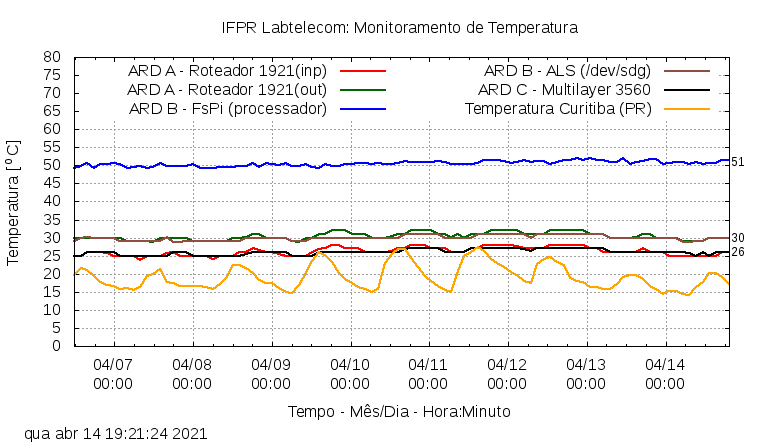 IFPR Labtelecom: Monitoramento de Temperatura
Temperatura [ºC]
80
75
70
65
60
55
50
45
40
35
30
25
20
15
10
5
0
ARD A - Roteador 1921(inp)
ARD A - Roteador 1921(out)
ARD B - FsPi (processador)
ARD B - ALS (/dev/sdg)
ARD C - Multilayer 3560
Temperatura Curitiba (PR)
51
30
26
04/07 04/08 04/09 04/10 04/11 04/12 04/13 04/14
00:00 00:00 00:00 00:00 00:00 00:00 00:00 00:00
Tempo - Mês/Dia - Hora:Minuto
qua abr 14 19:21:24 2021